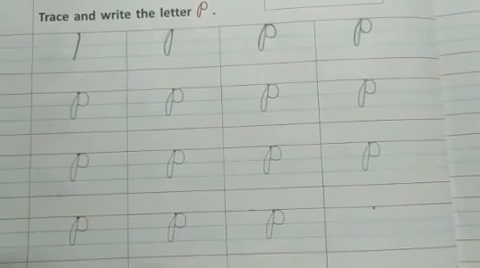 Trace and write the letter p.
p p
p p p p
p p p p
p p p